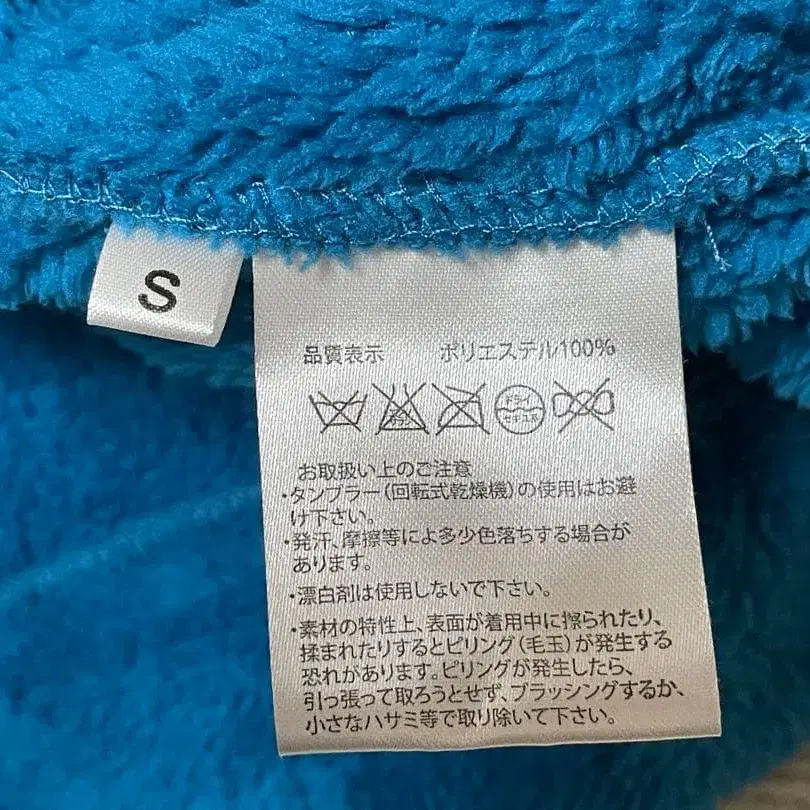 S
品質表示 ポリエステル100%
ドライ
セキユ系
お取扱い上のご注意
・タンブラー(回転式乾燥機)の使用はお避
け下さい。
・発汗、摩擦等によ多少色落ちする場合が
あります。
・漂白剤は使用しないで下さい。
・素材の特性上、表面が着用中に擦られたり、
揉まれたりするとピリング(毛玉)が発生する
恐れがあります。ピリングが発生したら、
引っ張って取ろうとせず、ブラッシングするか、
小さなハサミ等で取り除いて下さい。